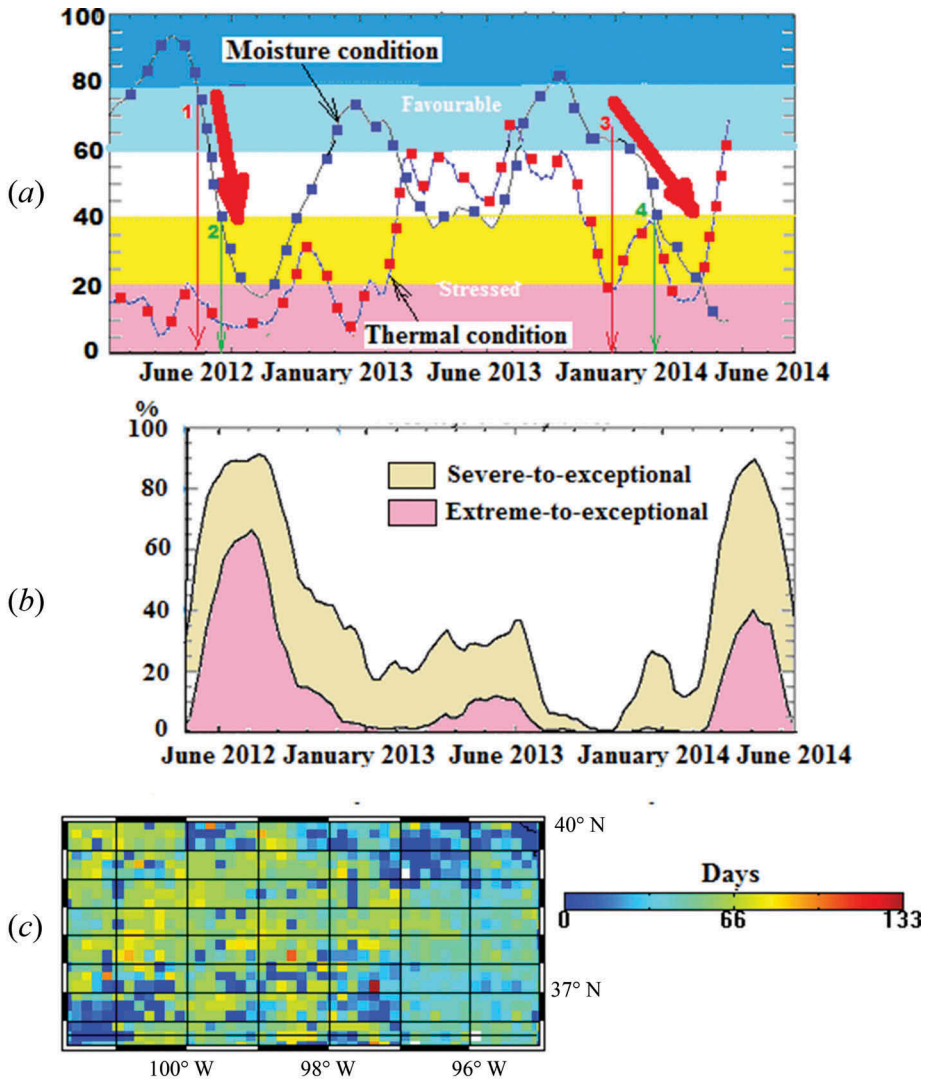 100
80
60
40
20
0
Moisture condition
Favourable
1
2
3
4
Stressed
Thermal condition
(a)
June 2012 January 2013 June 2013 January 2014 June 2014
%
100
80
60
40
20
0
Severe-to-exceptional
Extreme-to-exceptional
(b)
June 2012 January 2013 June 2013 January 2014 June 2014
(c)
40° N
37° N
100° W 98° W 96° W
Days
0 66 133